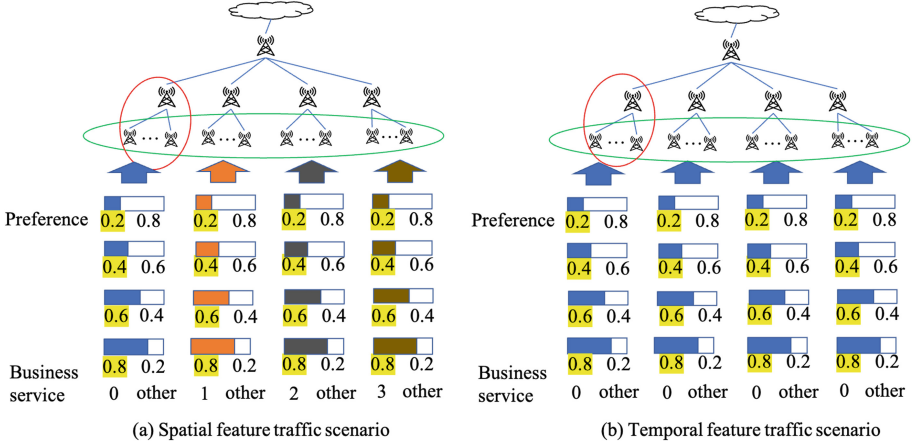 Preference 0.2 0.8 0.2 0.8 0.2 0.8 0.2 0.8
0.4 0.6 0.4 0.6 0.4 0.6 0.4 0.6
0.6 0.4 0.6 0.4 0.6 0.4 0.6 0.4
0.8 0.2 0.8 0.2 0.8 0.2 0.8 0.2
Business
service 0 other 1 other 2 other 3 other
(a) Spatial feature traffic scenario
Preference 0.2 0.8 0.2 0.8 0.2 0.8 0.2 0.8
0.4 0.6 0.4 0.6 0.4 0.6 0.4 0.6
0.6 0.4 0.6 0.4 0.6 0.4 0.6 0.4
0.8 0.2 0.8 0.2 0.8 0.2 0.8 0.2
Business
service 0 other 0 other 0 other 0 other
(b) Temporal feature traffic scenario